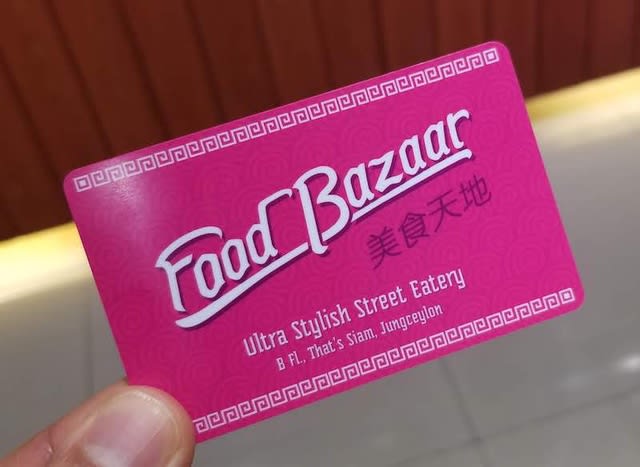 Food Bazaar
美食天地
Ultra Stylish Street Eatery
B Fl., That's Siam, Jungceylon